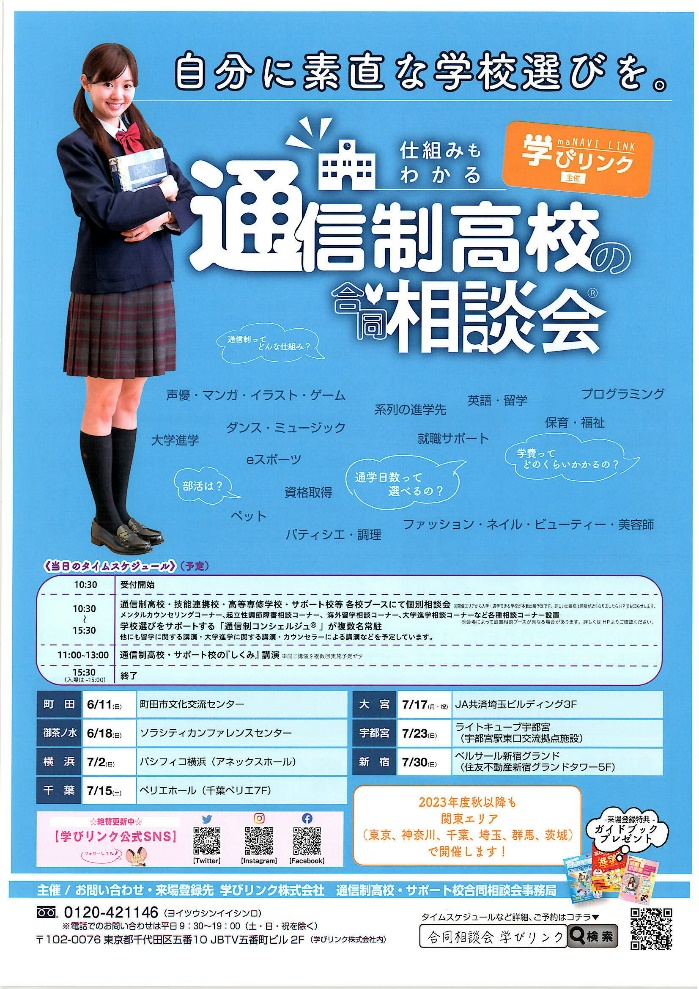 自分に素直な学校選びを。
仕組みも
わかる
maNAVi LINK
学びリンク
主催
通信制高校の
合同相談会®
通信制って
どんな仕組み？
声優・マンガ・イラスト・ゲーム
系列の進学先
英語・留学
プログラミング
大学進学
ダンス・ミュージック
就職サポート
保育・福祉
eスポーツ
学費って
どのくらいかかるの？
部活は？
資格取得
通学日数って
選べるの？
ペット
パティシエ・調理
ファッション・ネイル・ビューティー・美容師
《当日のタイムスケジュール》（予定）
10:30 受付開始
10:30～15:30 通信制高校・技能連携校・高等専修学校・サポート校等 各校ブースにて個別相談会
メンタルカウンセリングコーナー、起立性調節障害相談コーナー、海外留学相談コーナー、大学進学相談コーナーなど各種相談コーナー設置
学校選びをサポートする「通信制コンシェルジュ®」が複数名常駐
他にも留学に関する講演・大学進学に関する講演・カウンセラーによる講演などを予定しています。
11:00-13:00 通信制高校・サポート校の『しくみ』講演
15:30 終了
（入場は-15:00）
町田 6/11(日) 町田市文化交流センター
御茶ノ水 6/18(日) ソラシティカンファレンスセンター
横浜 7/2(日) パシフィコ横浜（アネックスホール）
千葉 7/15(土) ペリエホール（千葉ペリエ7F）
大宮 7/17(月・祝) JA共済埼玉ビルディング3F
宇都宮 7/23(日) ライトキューブ宇都宮
（宇都宮駅東口交流拠点施設）
新宿 7/30(日) ベルサール新宿グランド
（住友不動産新宿グランドタワー5F）
☆絶賛更新中☆
【学びリンク公式SNS】
フォローしてね♪
【Twitter】
【Instagram】
【Facebook】
2023年度秋以降も
関東エリア
（東京、神奈川、千葉、埼玉、群馬、茨城）
で開催します！
来場登録特典
ガイドブック
プレゼント
主催 / お問い合わせ・来場登録先 学びリンク株式会社 通信制高校・サポート校合同相談会事務局
0120-421146（ヨイツウシンイイシンロ）
※電話でのお問い合わせは平日9：30～19：00（土・日・祝を除く）
〒102-0076 東京都千代田区五番10 JBTV五番町ビル 2F（学びリンク株式会社内）
タイムスケジュールなど詳細、ご予約はコチラ▼
合同相談会 学びリンク 検索